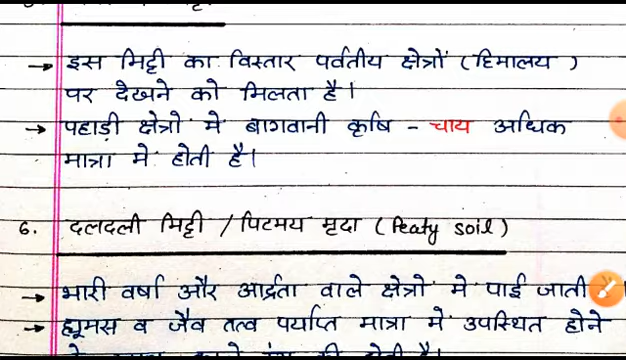 → इस मिट्टी का विस्तार पर्वतीय क्षेत्रों (हिमालय)
पर देखने को मिलता है।
→ पहाड़ी क्षेत्रों में बागवानी कृषि - चाय अधिक
मात्रा में होती है।
6. दलदली मिट्टी / पिटमय मृदा (Peaty soil)
→ भारी वर्षा और आर्द्रता वाले क्षेत्रों में पाई जाती
→ ह्यूमस व जैव तत्व पर्याप्त मात्रा में उपस्थित होने